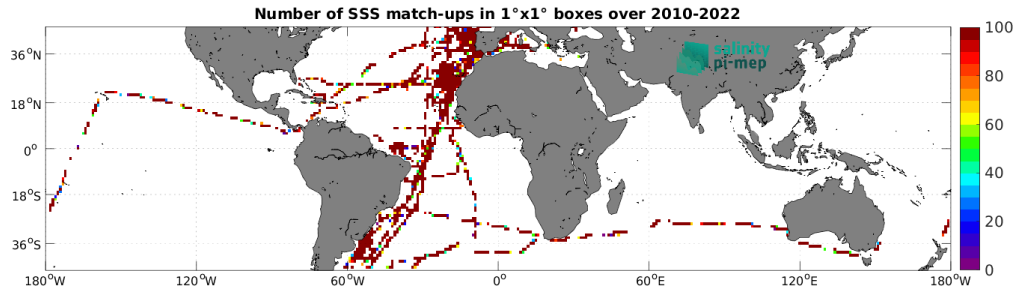 Number of SSS match-ups in 1°x1° boxes over 2010-2022
36°N
18°N
0°
18°S
36°S
180°W
120°W
60°W
0°
60°E
120°E
180°W
salinity
pi-mep
100
80
60
40
20
0